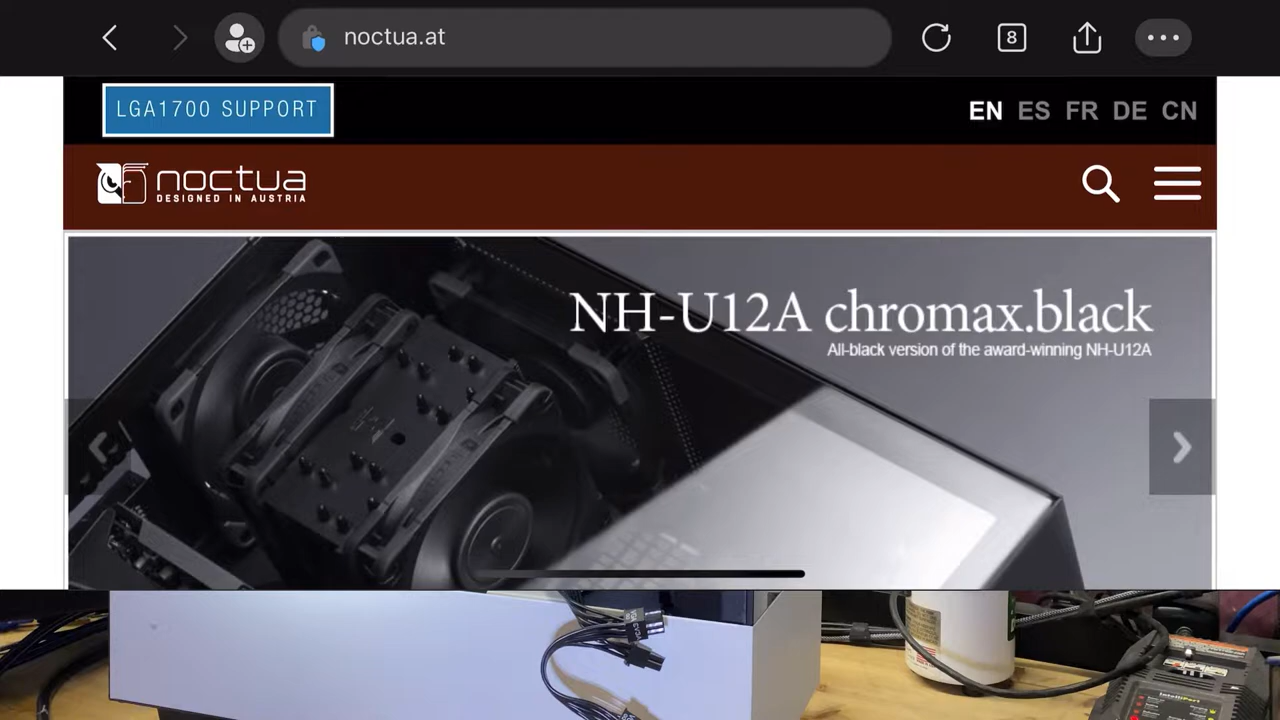 noctua.at
8
LGA1700 SUPPORT
EN ES FR DE CN
noctua
DESIGNED IN AUSTRIA
NH-U12A chromax.black
All-black version of the award-winning NH-U12A
IntelliPort